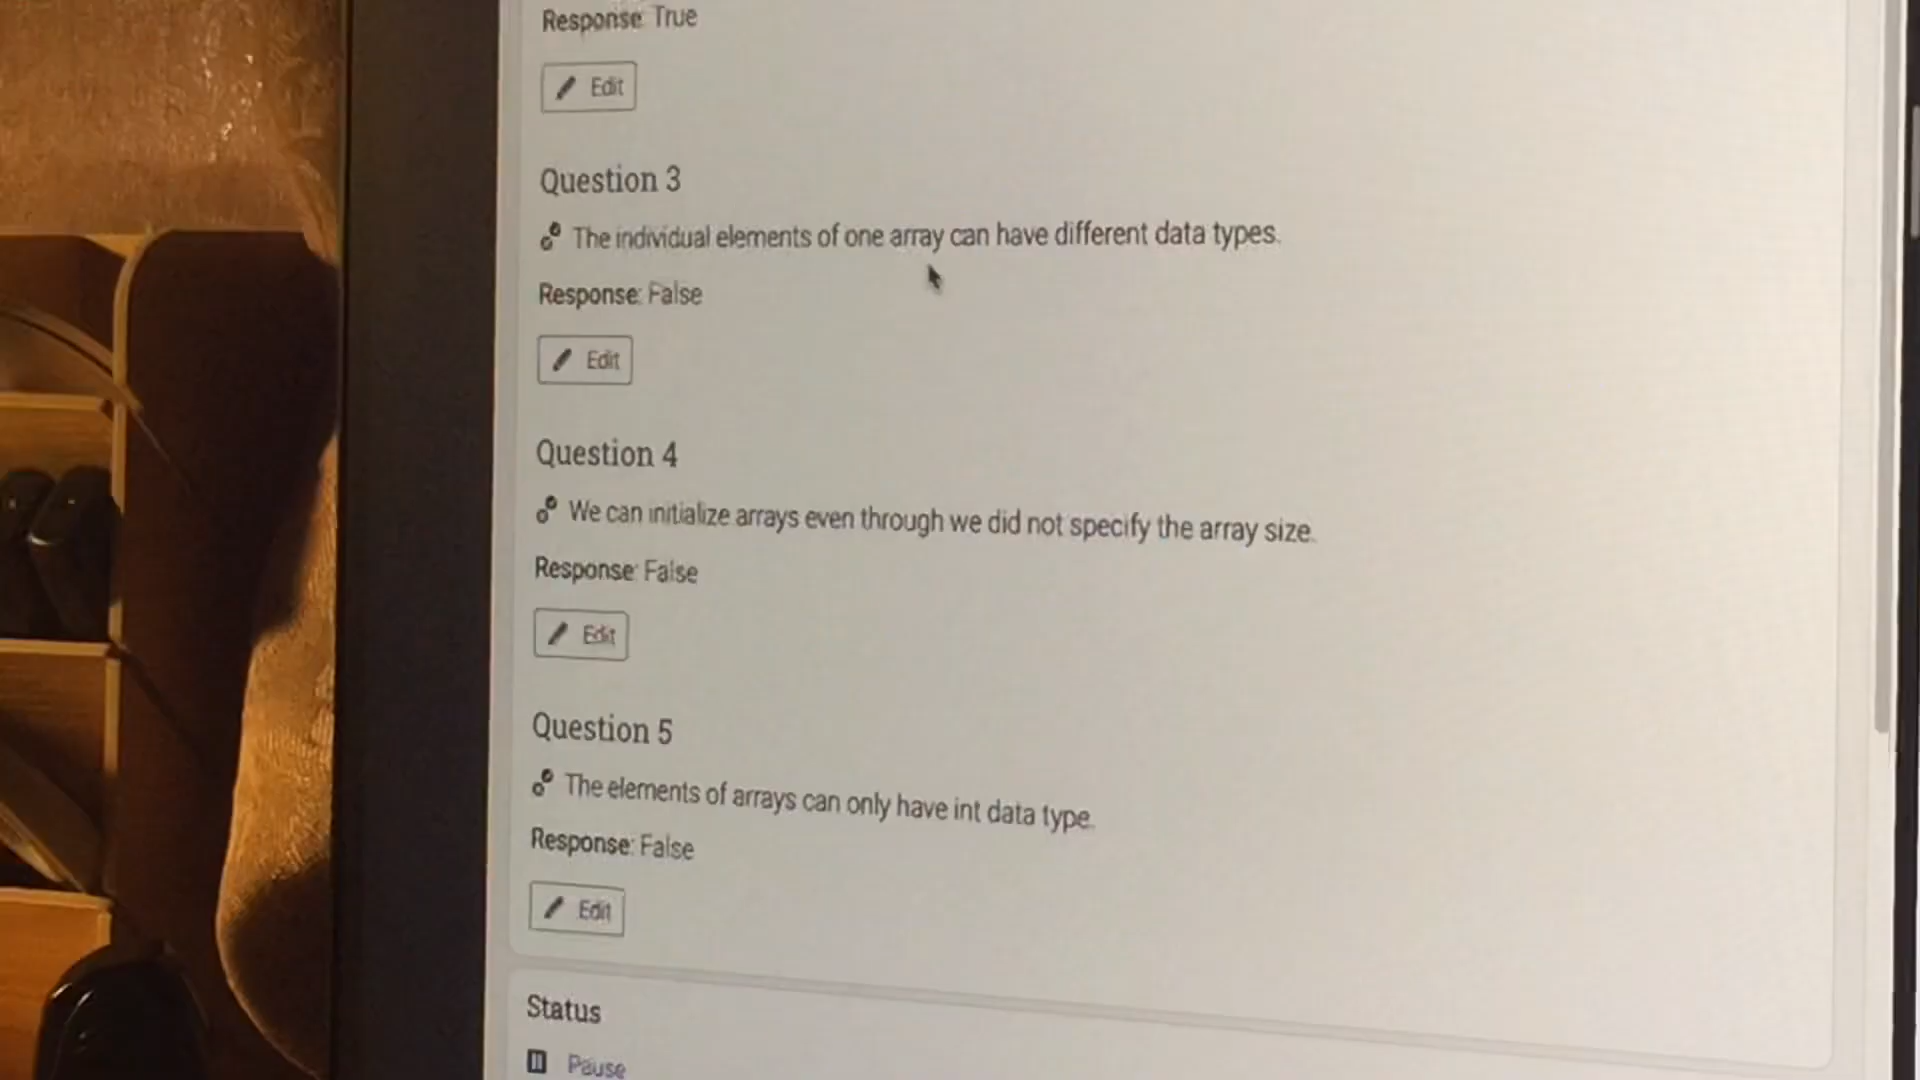 Response: True
Edit
Question 3
The individual elements of one array can have different data types.
Response: False
Edit
Question 4
We can initialize arrays even through we did not specify the array size.
Response: False
Edit
Question 5
The elements of arrays can only have int data type.
Response: False
Edit
Status
Pause